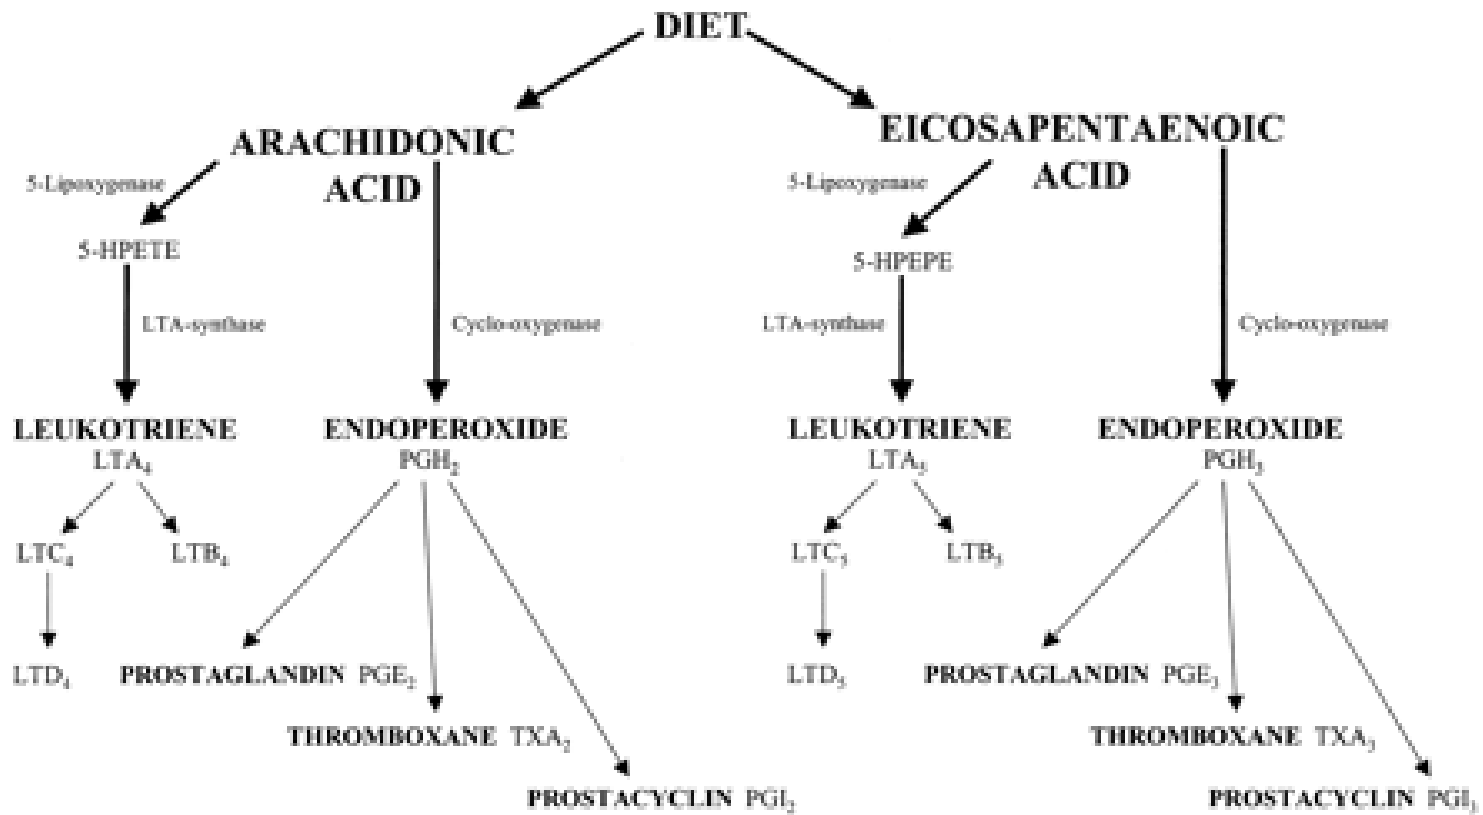 DIET
ARACHIDONIC
ACID
5-Lipoxygenase
5-HPETE
LTA-synthase
Cyclo-oxygenase
LEUKOTRIENE
LTA₄
ENDOPEROXIDE
PGH₂
LTC₄
LTB₄
LTD₄
PROSTAGLANDIN PGE₂
THROMBOXANE TXA₂
PROSTACYCLIN PGI₂
EICOSAPENTAENOIC
ACID
5-Lipoxygenase
5-HPEPE
LTA-synthase
Cyclo-oxygenase
LEUKOTRIENE
LTA₅
ENDOPEROXIDE
PGH₃
LTC₅
LTB₅
LTD₅
PROSTAGLANDIN PGE₃
THROMBOXANE TXA₃
PROSTACYCLIN PGI₃